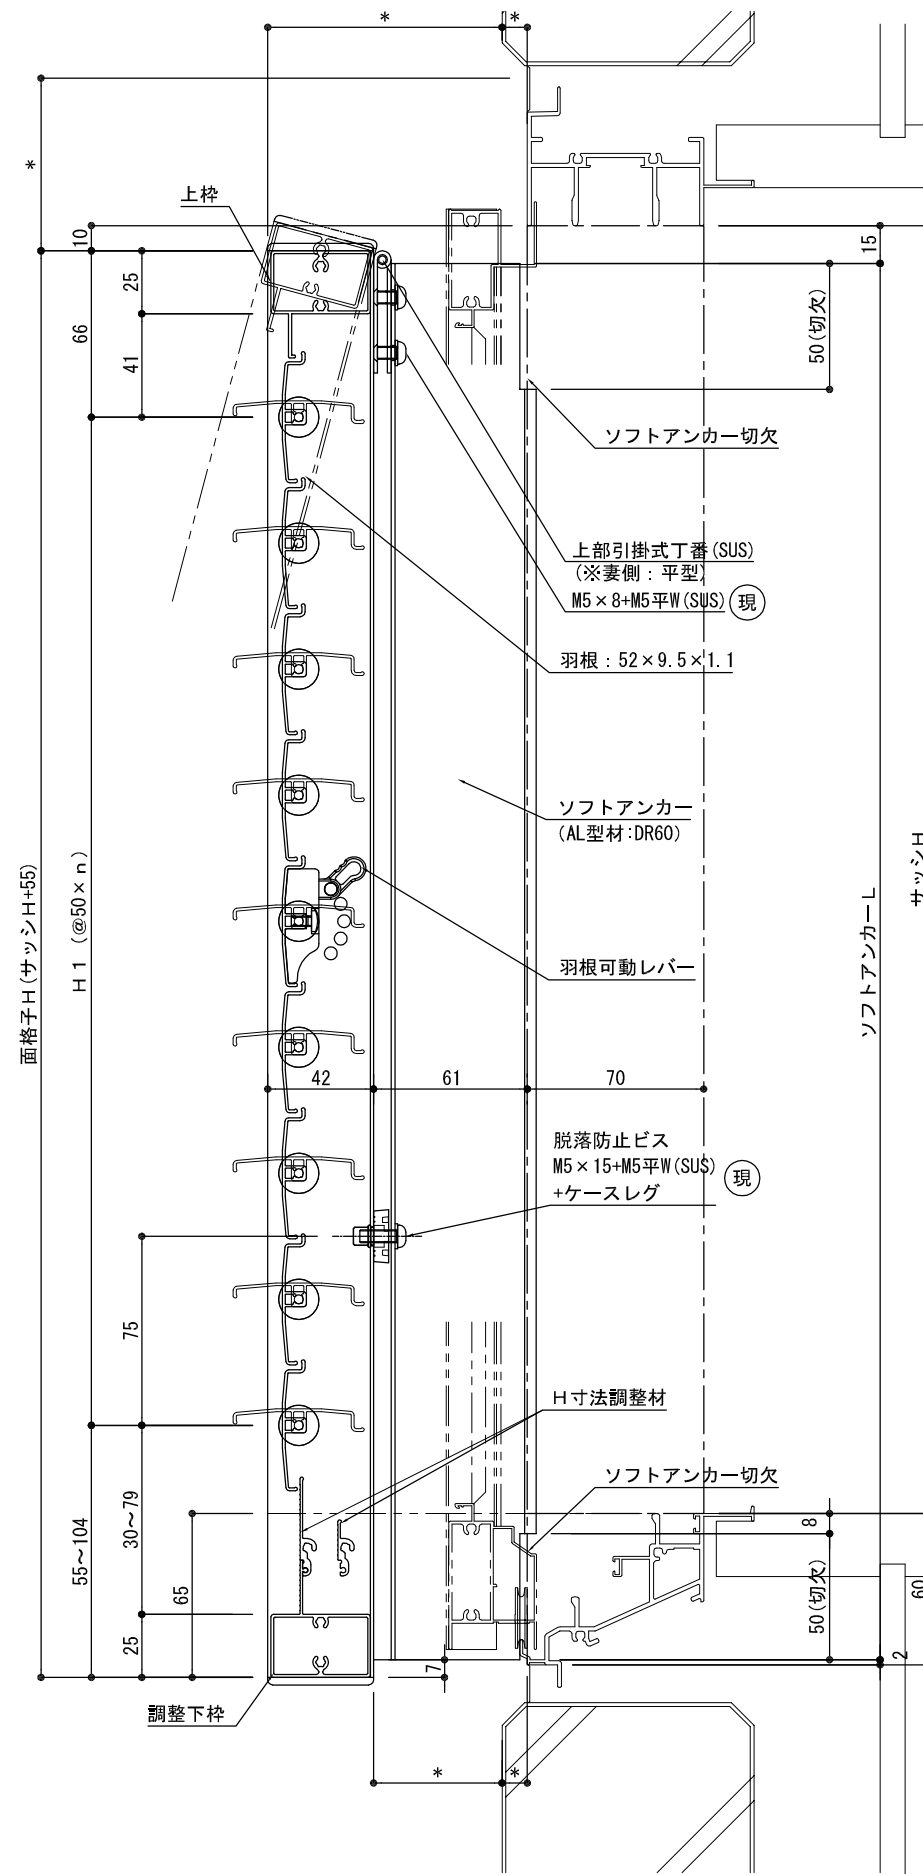 *
*
*
上枠
10
25
66
41
15
50(切欠)
ソフトアンカー切欠
上部引掛式丁番(SUS)
(※妻側：平型)
M5×8+M5平W(SUS)
現
羽根：52×9.5×1.1
ソフトアンカー
(AL型材:DR60)
サッシH
面格子H(サッシH+55)
H1 (@50×n)
ソフトアンカーL
羽根可動レバー
42
61
70
脱落防止ビス
M5×15+M5平W(SUS)
+ケースレグ
現
75
H寸法調整材
ソフトアンカー切欠
55～104
30～79
65
25
8
50(切欠)
60
2
7
調整下枠
*
*